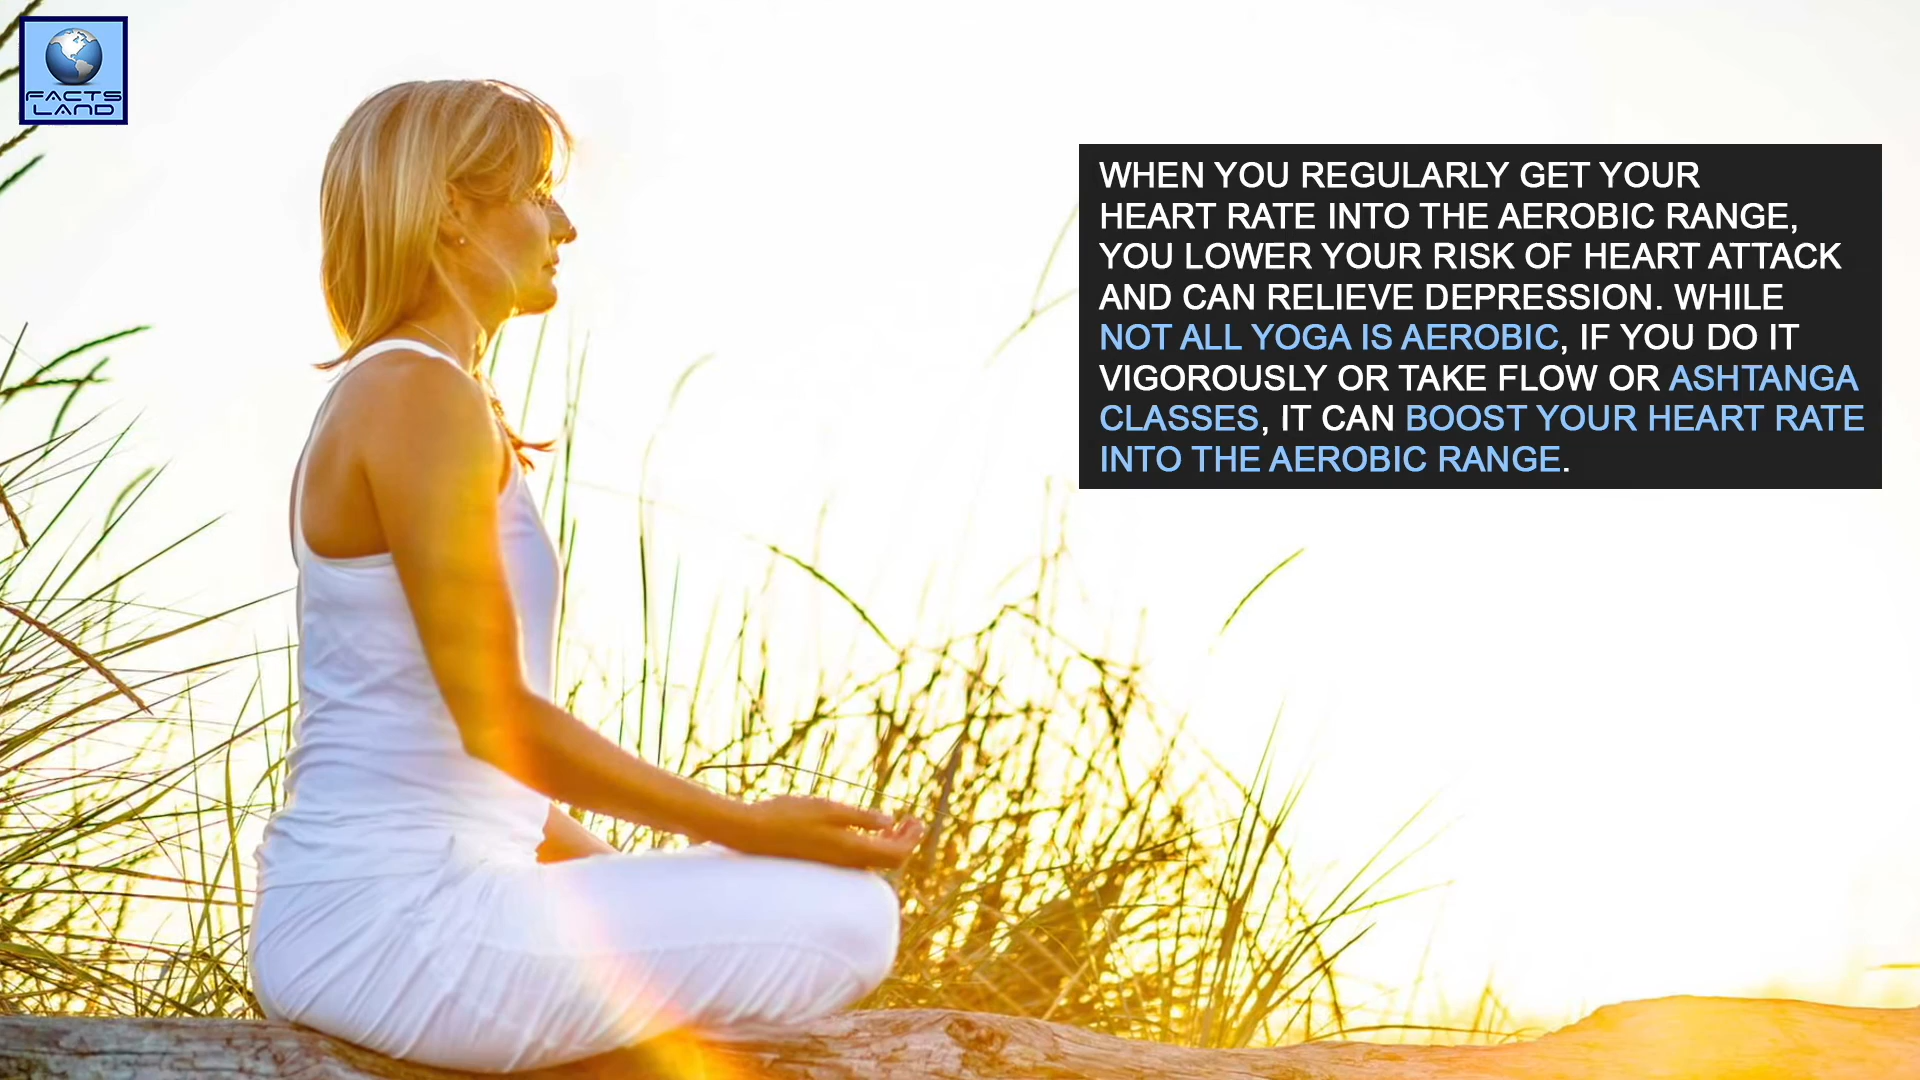 FACTS
LAND
WHEN YOU REGULARLY GET YOUR
HEART RATE INTO THE AEROBIC RANGE,
YOU LOWER YOUR RISK OF HEART ATTACK
AND CAN RELIEVE DEPRESSION. WHILE
NOT ALL YOGA IS AEROBIC, IF YOU DO IT
VIGOROUSLY OR TAKE FLOW OR ASHTANGA
CLASSES, IT CAN BOOST YOUR HEART RATE
INTO THE AEROBIC RANGE.